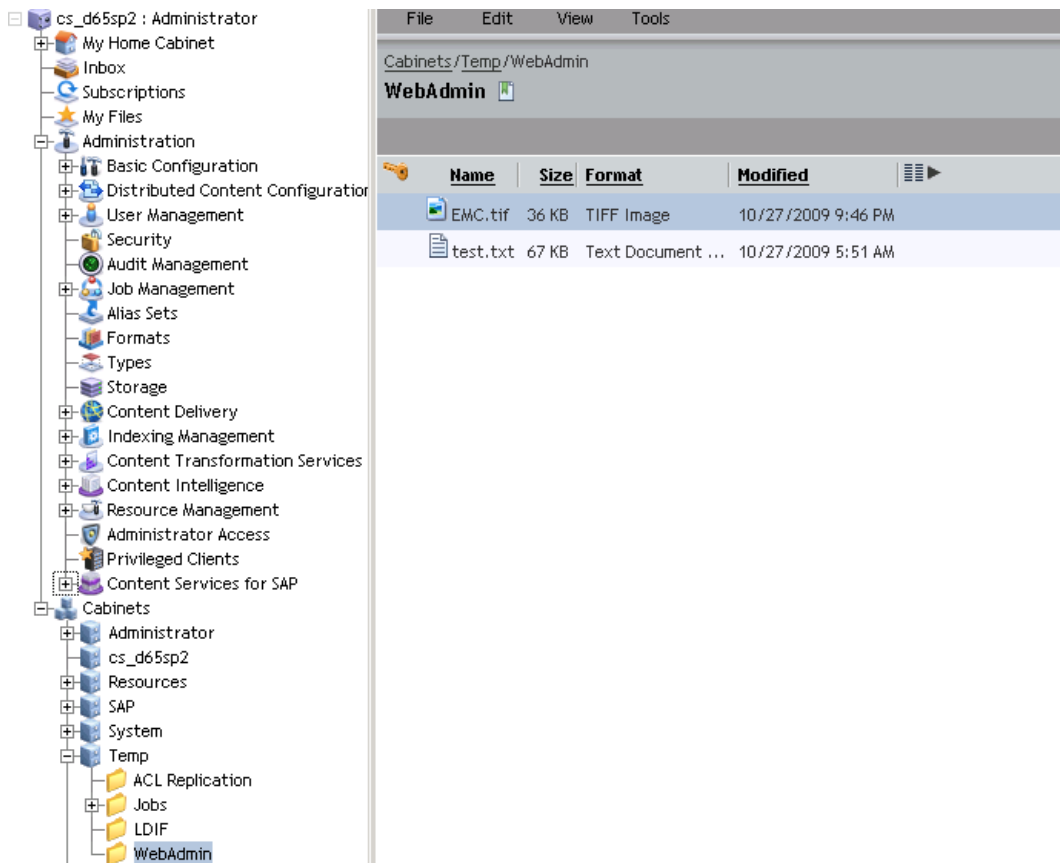 cs_d65sp2 : Administrator
My Home Cabinet
Inbox
Subscriptions
My Files
Administration
Basic Configuration
Distributed Content Configuration
User Management
Security
Audit Management
Job Management
Alias Sets
Formats
Types
Storage
Content Delivery
Indexing Management
Content Transformation Services
Content Intelligence
Resource Management
Administrator Access
Privileged Clients
Content Services for SAP
Cabinets
Administrator
cs_d65sp2
Resources
SAP
System
Temp
ACL Replication
Jobs
LDIF
WebAdmin
File Edit View Tools
Cabinets/Temp/WebAdmin
WebAdmin
Name Size Format Modified
EMC.tif 36 KB TIFF Image 10/27/2009 9:46 PM
test.txt 67 KB Text Document ... 10/27/2009 5:51 AM